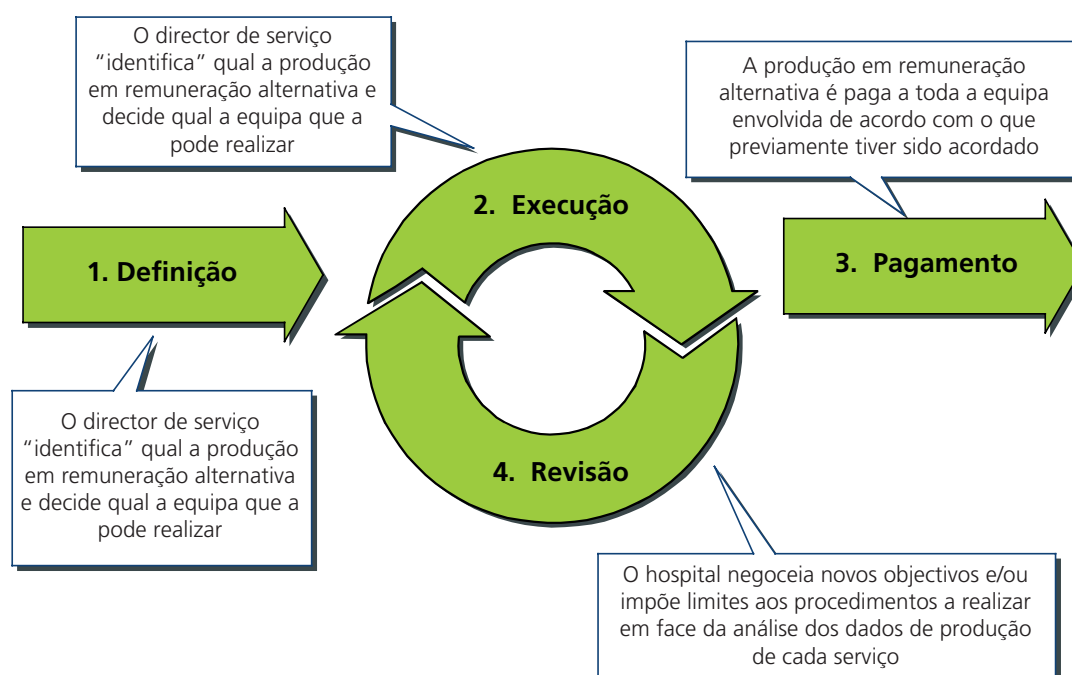 O director de serviço
“identifica” qual a produção
em remuneração alternativa e
decide qual a equipa que a
pode realizar
A produção em remuneração
alternativa é paga a toda a equipa
envolvida de acordo com o que
previamente tiver sido acordado
2. Execução
1. Definição
3. Pagamento
O director de serviço
“identifica” qual a produção
em remuneração alternativa
e decide qual a equipa que a
pode realizar
4. Revisão
O hospital negoceia novos objectivos e/ou
impõe limites aos procedimentos a realizar
em face da análise dos dados de produção
de cada serviço